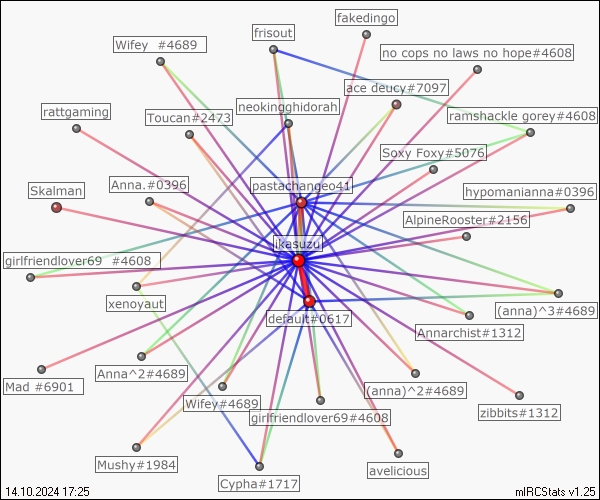 fakedingo
frisout
Wifey #4689
no cops no laws no hope#4608
ace deucy#7097
neokingghidorah
rattgaming
Toucan#2473
ramshackle gorey#4608
Soxy Foxy#5076
pastachangeo41
Anna.#0396
Skalman
hypomanianna#0396
AlpineRooster#2156
ikasuzu
girlfriendlover69 #4608
xenoyaut
default#0617
(anna)^3#4689
Annarchist#1312
Anna^2#4689
Mad #6901
(anna)^2#4689
Wifey#4689
zibbits#1312
girlfriendlover69#4608
Mushy#1984
avelicious
Cypha#1717
14.10.2024 17:25
mIRCStats v1.25